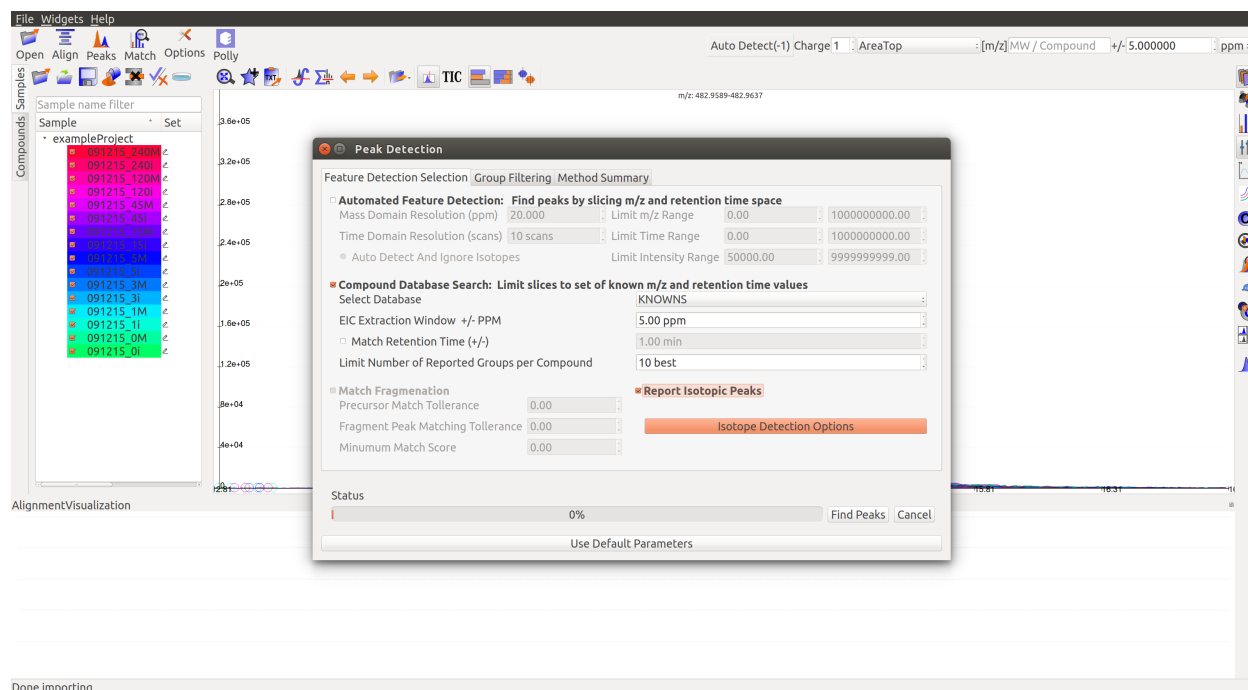 File Widgets Help
Open Align Peaks Match Options Polly
Auto Detect(-1) Charge 1 AreaTop [m/z] MW / Compound +/- 5.000000 ppm
TIC
Samples
Compounds
Sample name filter
Sample Set
exampleProject
091215_240M
091215_240i
091215_120M
091215_120i
091215_45M
091215_45i
091215_15M
091215_15i
091215_5M
091215_5i
091215_3M
091215_3i
091215_1M
091215_1i
091215_0M
091215_0i
m/z: 482.9589-482.9637
3.6e+05
3.2e+05
2.8e+05
2.4e+05
2e+05
1.6e+05
1.2e+05
8e+04
4e+04
0
12.81
15.81
16.31
Peak Detection
Feature Detection Selection Group Filtering Method Summary
Automated Feature Detection: Find peaks by slicing m/z and retention time space
Mass Domain Resolution (ppm) 20.000 Limit m/z Range 0.00 1000000000.00
Time Domain Resolution (scans) 10 scans Limit Time Range 0.00 1000000000.00
Auto Detect And Ignore Isotopes Limit Intensity Range 50000.00 9999999999.00
Compound Database Search: Limit slices to set of known m/z and retention time values
Select Database KNOWNS
EIC Extraction Window +/- PPM 5.00 ppm
Match Retention Time (+/-) 1.00 min
Limit Number of Reported Groups per Compound 10 best
Match Fragmenation
Report Isotopic Peaks
Precursor Match Tollerance 0.00
Fragment Peak Matching Tollerance 0.00
Isotope Detection Options
Minumum Match Score 0.00
Status
0%
Find Peaks Cancel
Use Default Parameters
AlignmentVisualization
Done importing